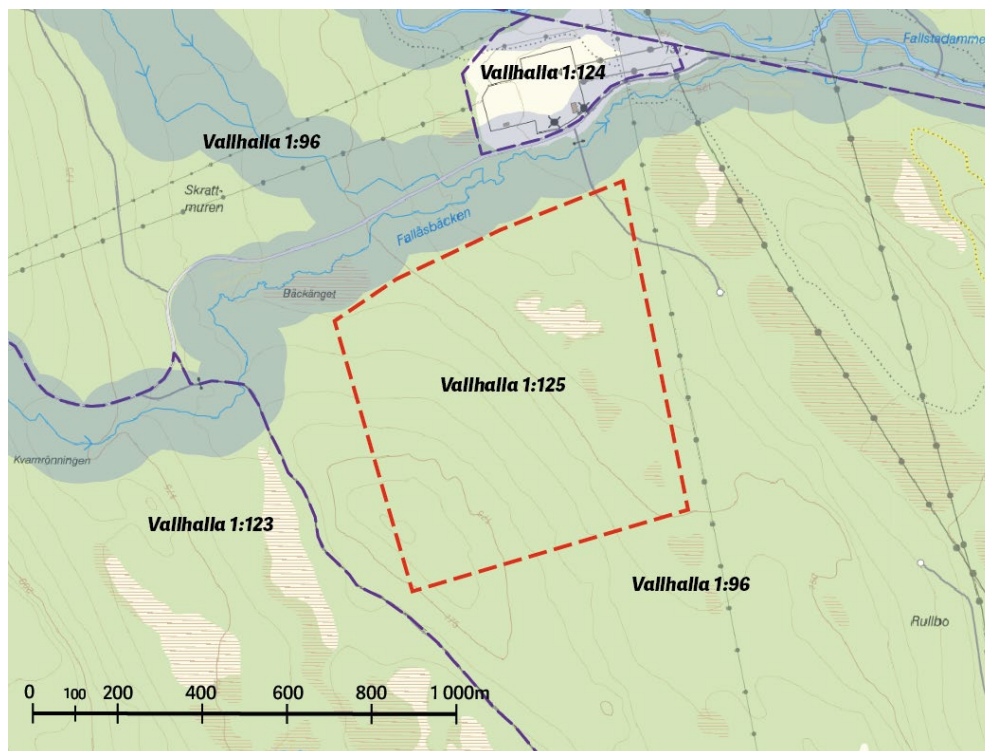 Fallstadamme
Vallhalla 1:124
Vallhalla 1:96
Skratt-
muren
Fallåsbäcken
Bäckänget
Vallhalla 1:125
Kvarnrönningen
Vallhalla 1:123
Vallhalla 1:96
Rullbo
0 100 200 400 600 800 1 000m